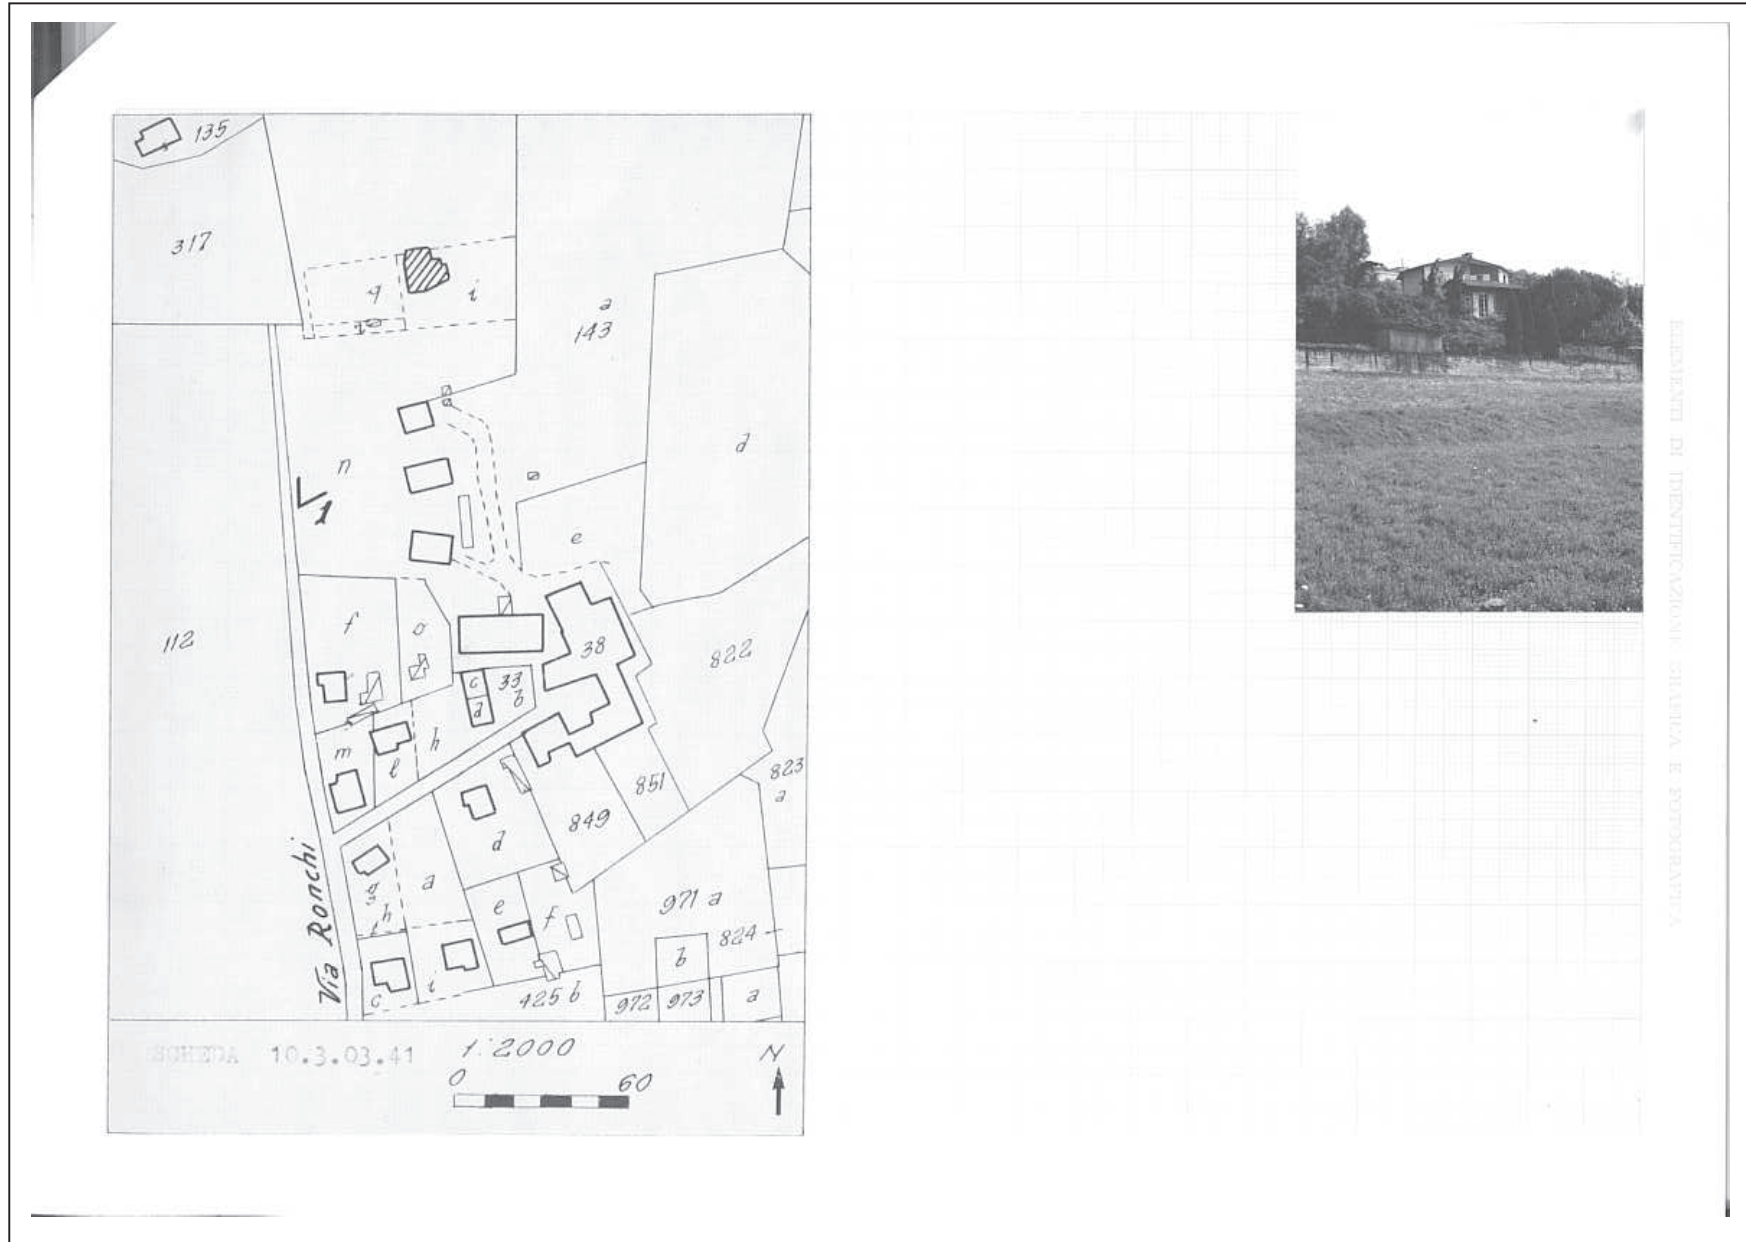 135
317
q
i
a
143
d
n
1
e
f
o
38
112
822
c
33
d
b
m
h
l
823
a
851
849
d
Via Ronchi
g
a
h
e
f
971 a
824
b
c
i
425 b
972
973
a
SCHEDA 10.3.03.41
1:2000
N
0
60
ELEMENTI DI IDENTIFICAZIONE GRAFICA E FOTOGRAFICA